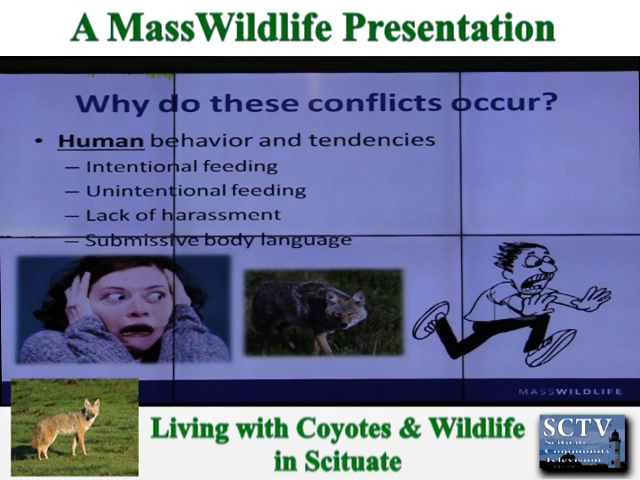 A MassWildlife Presentation
Why do these conflicts occur?
• Human behavior and tendencies
– Intentional feeding
– Unintentional feeding
– Lack of harassment
– Submissive body language
MASSWILDLIFE
Living with Coyotes & Wildlife
in Scituate
SCTV
Scituate
Community
Television